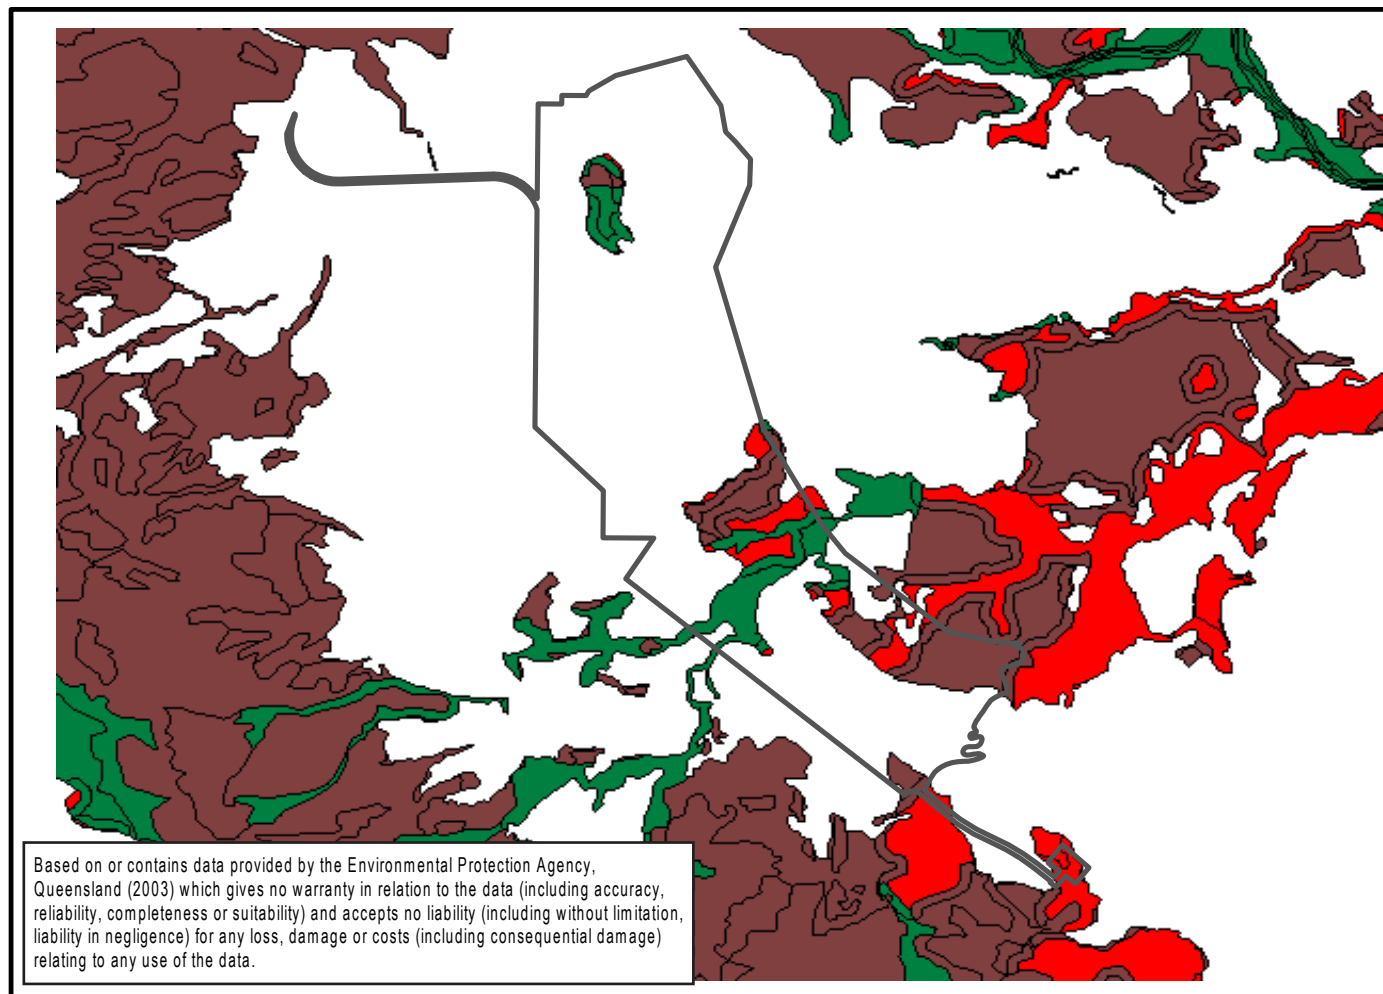 Based on or contains data provided by the Environmental Protection Agency,
Queensland (2003) which gives no warranty in relation to the data (including accuracy,
reliability, completeness or suitability) and accepts no liability (including without limitation,
liability in negligence) for any loss, damage or costs (including consequential damage)
relating to any use of the data.